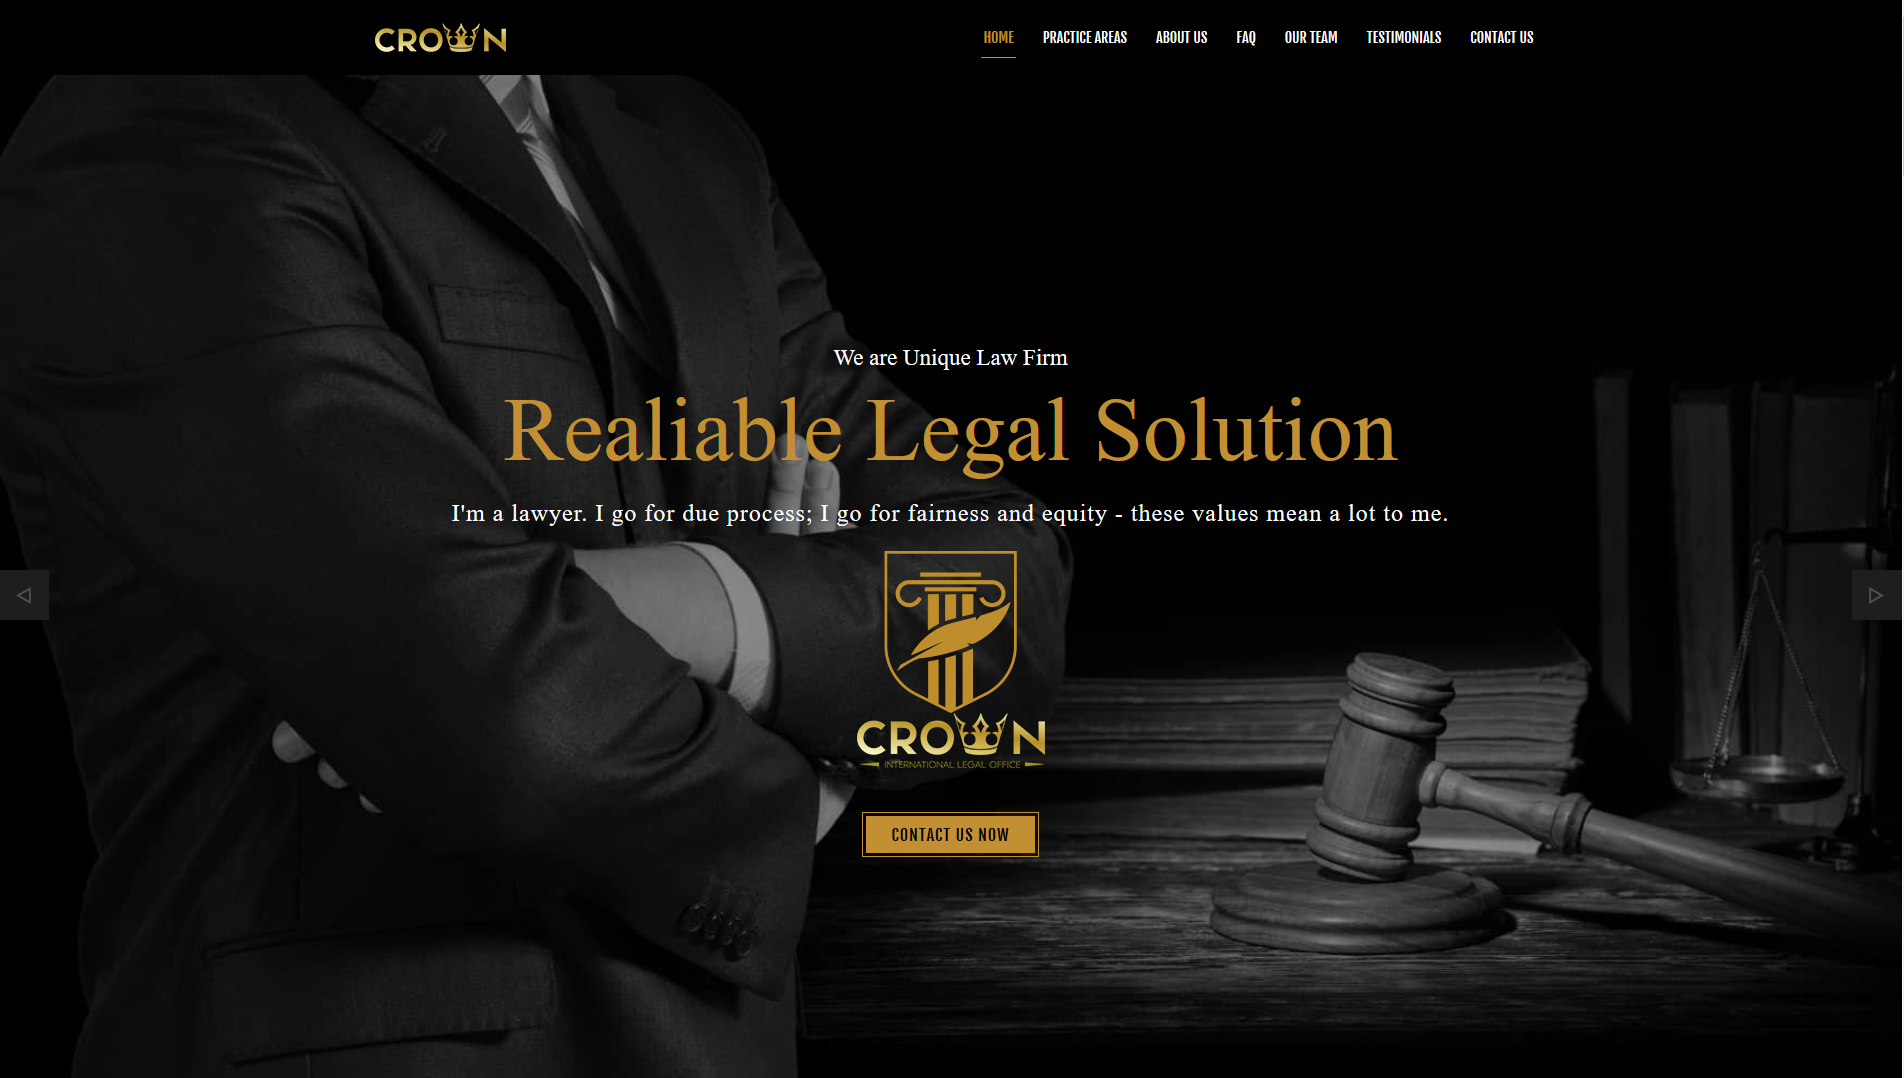 CROWN
HOME PRACTICE AREAS ABOUT US FAQ OUR TEAM TESTIMONIALS CONTACT US
We are Unique Law Firm
Realiable Legal Solution
I'm a lawyer. I go for due process; I go for fairness and equity - these values mean a lot to me.
CROWN
INTERNATIONAL LEGAL OFFICE
CONTACT US NOW